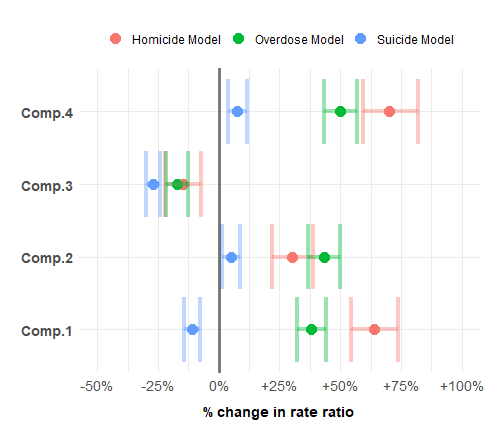 Homicide Model Overdose Model Suicide Model
Comp.4
Comp.3
Comp.2
Comp.1
-50% -25% 0% +25% +50% +75% +100%
% change in rate ratio